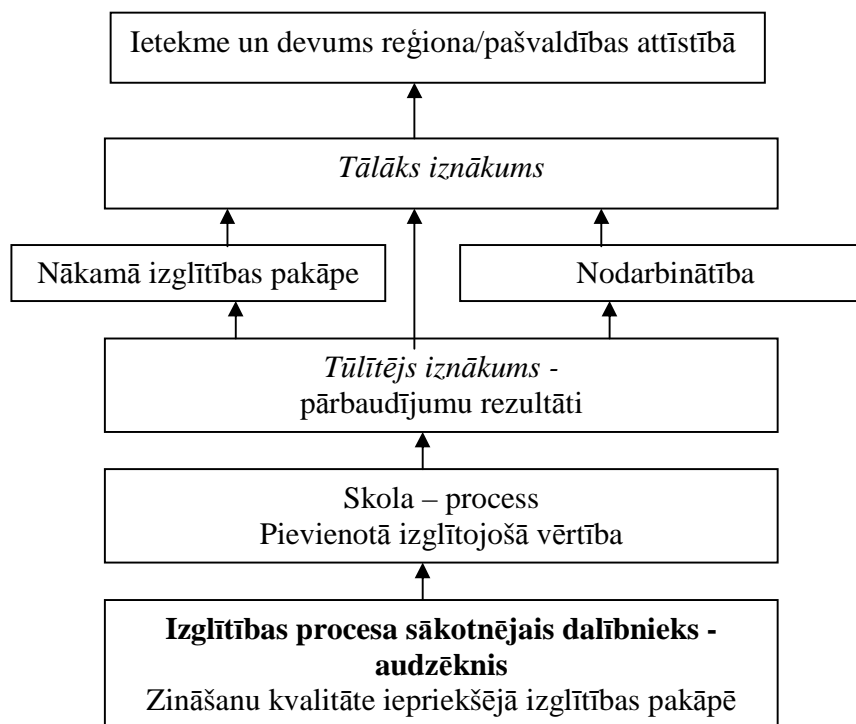 Ietekme un devums reģiona/pašvaldības attīstībā
Tālāks iznākums
Nākamā izglītības pakāpe
Nodarbinātība
Tūlītējs iznākums -
pārbaudījumu rezultāti
Skola – process
Pievienotā izglītojošā vērtība
Izglītības procesa sākotnējais dalībnieks -
audzēknis
Zināšanu kvalitāte iepriekšējā izglītības pakāpē